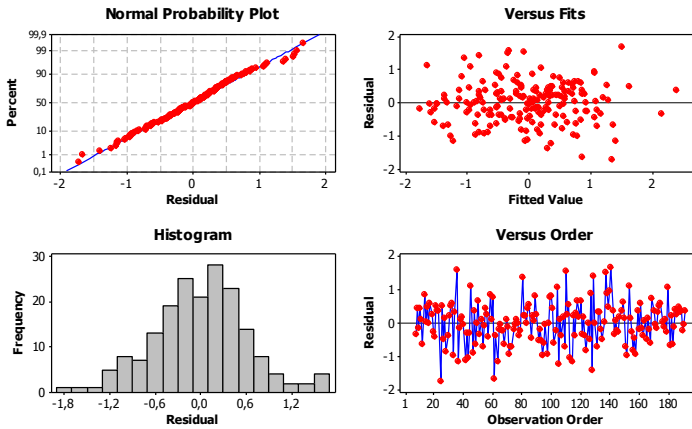 Normal Probability Plot
99,9
99
90
50
10
1
0,1
Percent
-2 -1 0 1 2
Residual
Versus Fits
2
1
0
-1
-2
Residual
-2 -1 0 1 2
Fitted Value
Histogram
30
20
10
0
Frequency
-1,8 -1,2 -0,6 0,0 0,6 1,2
Residual
Versus Order
2
1
0
-1
-2
Residual
1 20 40 60 80 100 120 140 160 180
Observation Order